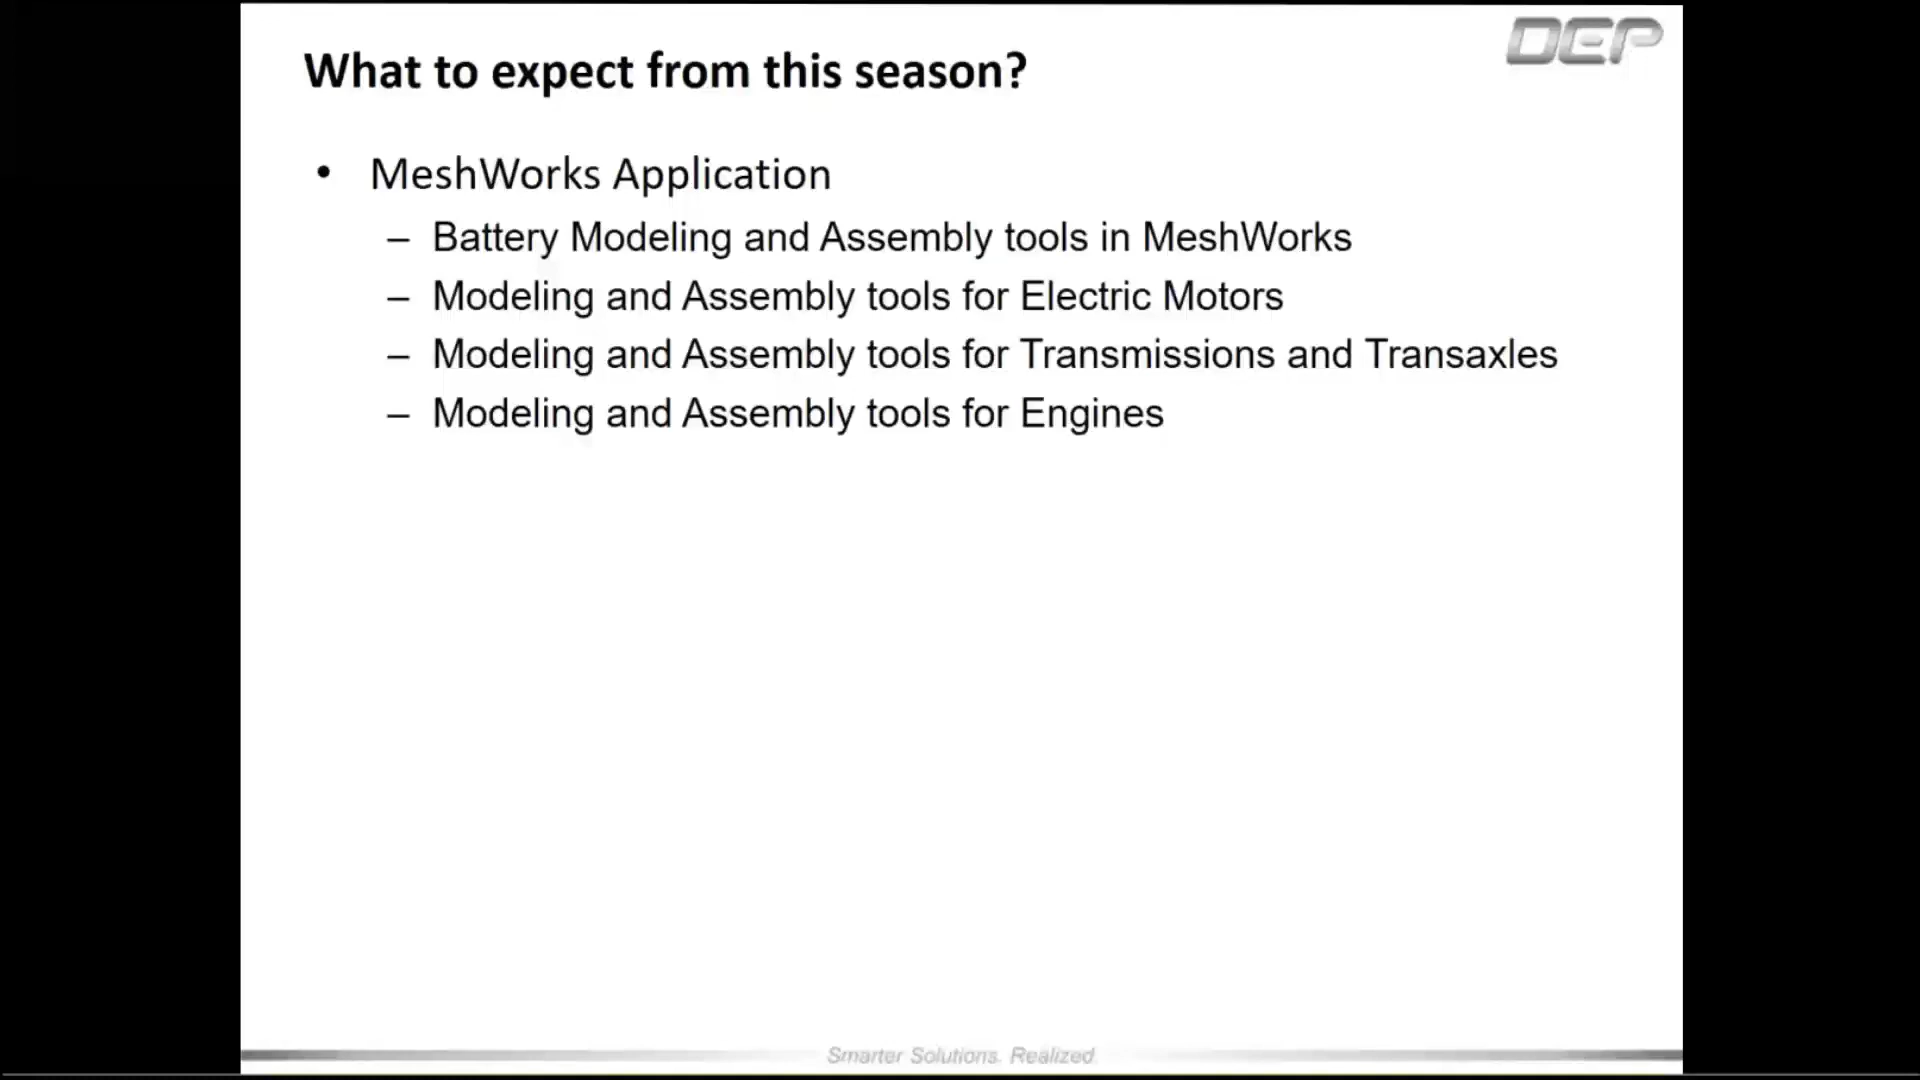 DEP
What to expect from this season?
• MeshWorks Application
– Battery Modeling and Assembly tools in MeshWorks
– Modeling and Assembly tools for Electric Motors
– Modeling and Assembly tools for Transmissions and Transaxles
– Modeling and Assembly tools for Engines
Smarter Solutions. Realized